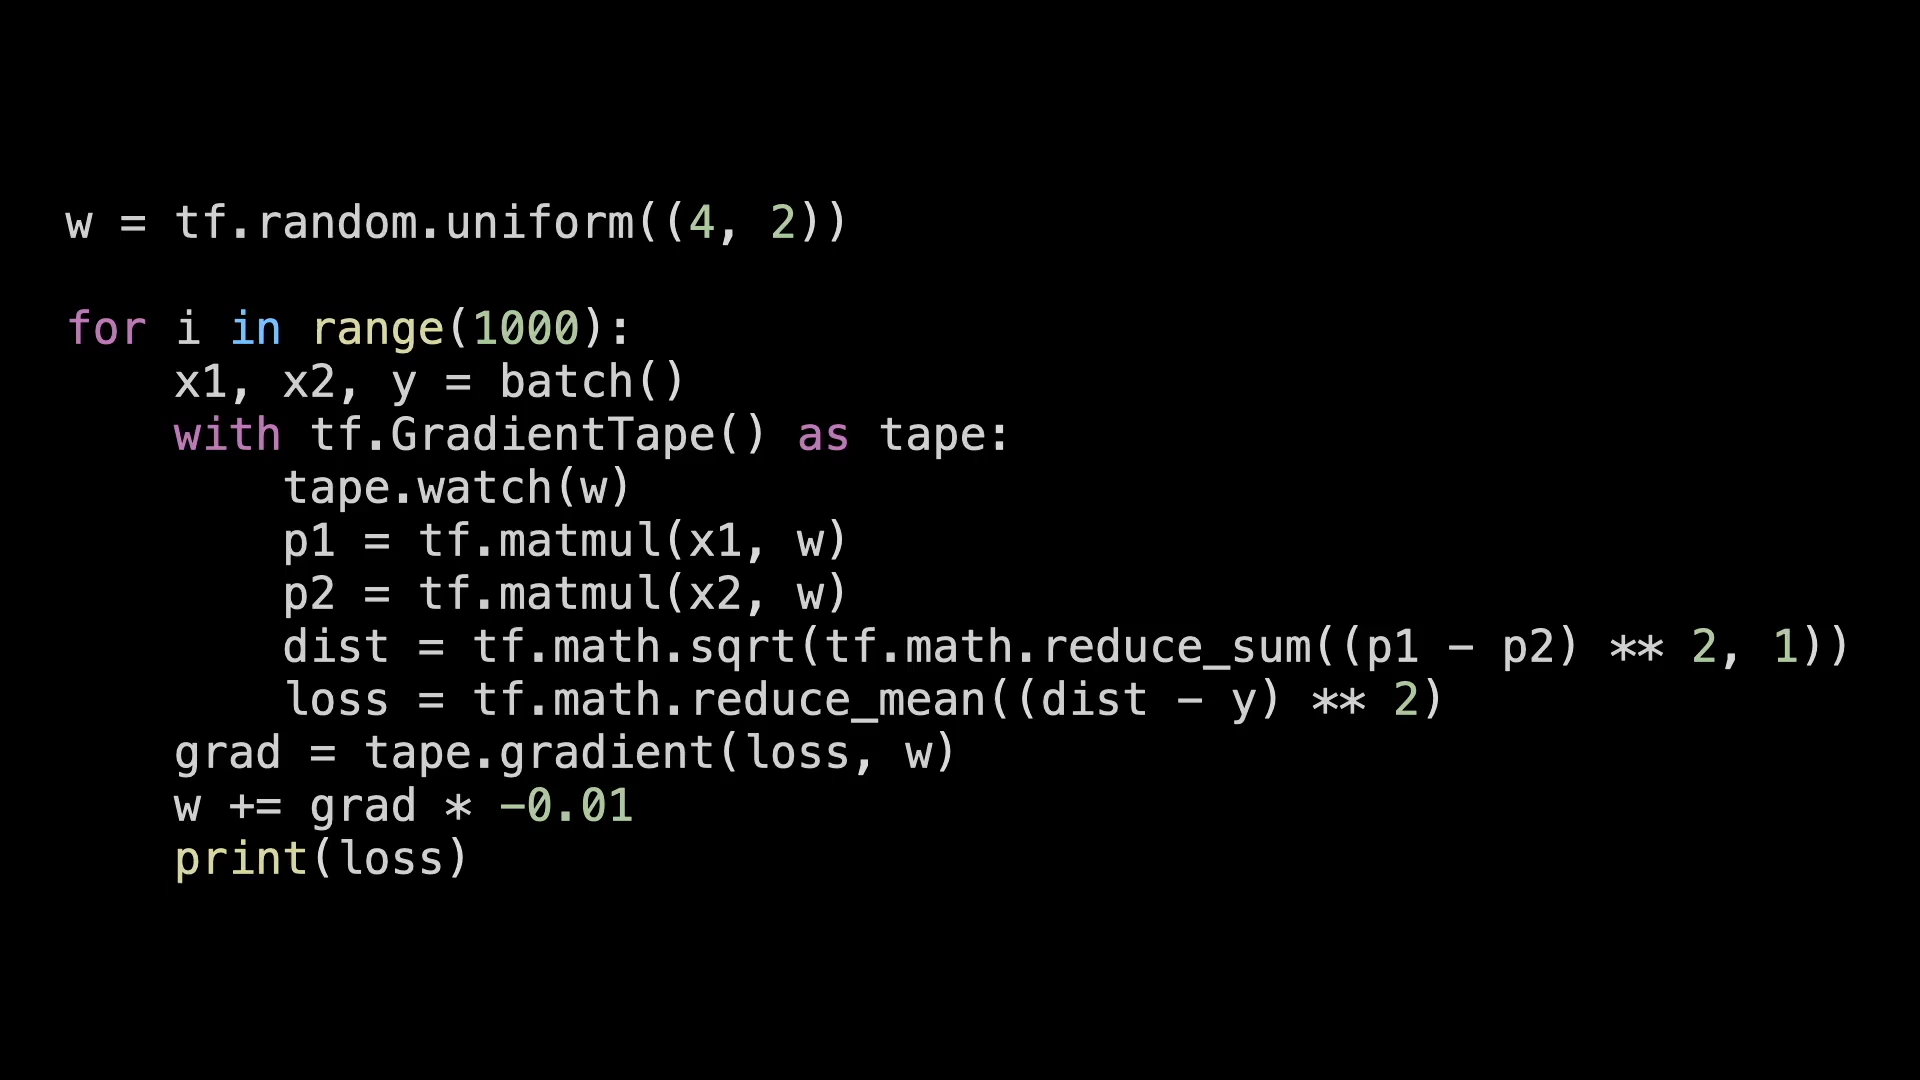 w = tf.random.uniform((4, 2))
for i in range(1000):
    x1, x2, y = batch()
    with tf.GradientTape() as tape:
        tape.watch(w)
        p1 = tf.matmul(x1, w)
        p2 = tf.matmul(x2, w)
        dist = tf.math.sqrt(tf.math.reduce_sum((p1 - p2) ** 2, 1))
        loss = tf.math.reduce_mean((dist - y) ** 2)
    grad = tape.gradient(loss, w)
    w += grad * -0.01
    print(loss)